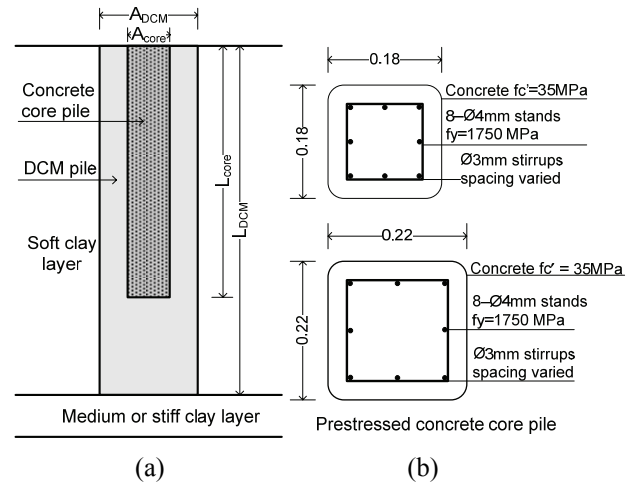 A_DCM
A_core
Concrete
core pile
DCM pile
Soft clay
layer
L_core
L_DCM
Medium or stiff clay layer
(a)
0.18
0.18
Concrete fc'=35MPa
8–Ø4mm stands
fy=1750 MPa
Ø3mm stirrups
spacing varied
0.22
0.22
Concrete fc' = 35MPa
8–Ø4mm stands
fy=1750 MPa
Ø3mm stirrups
spacing varied
Prestressed concrete core pile
(b)